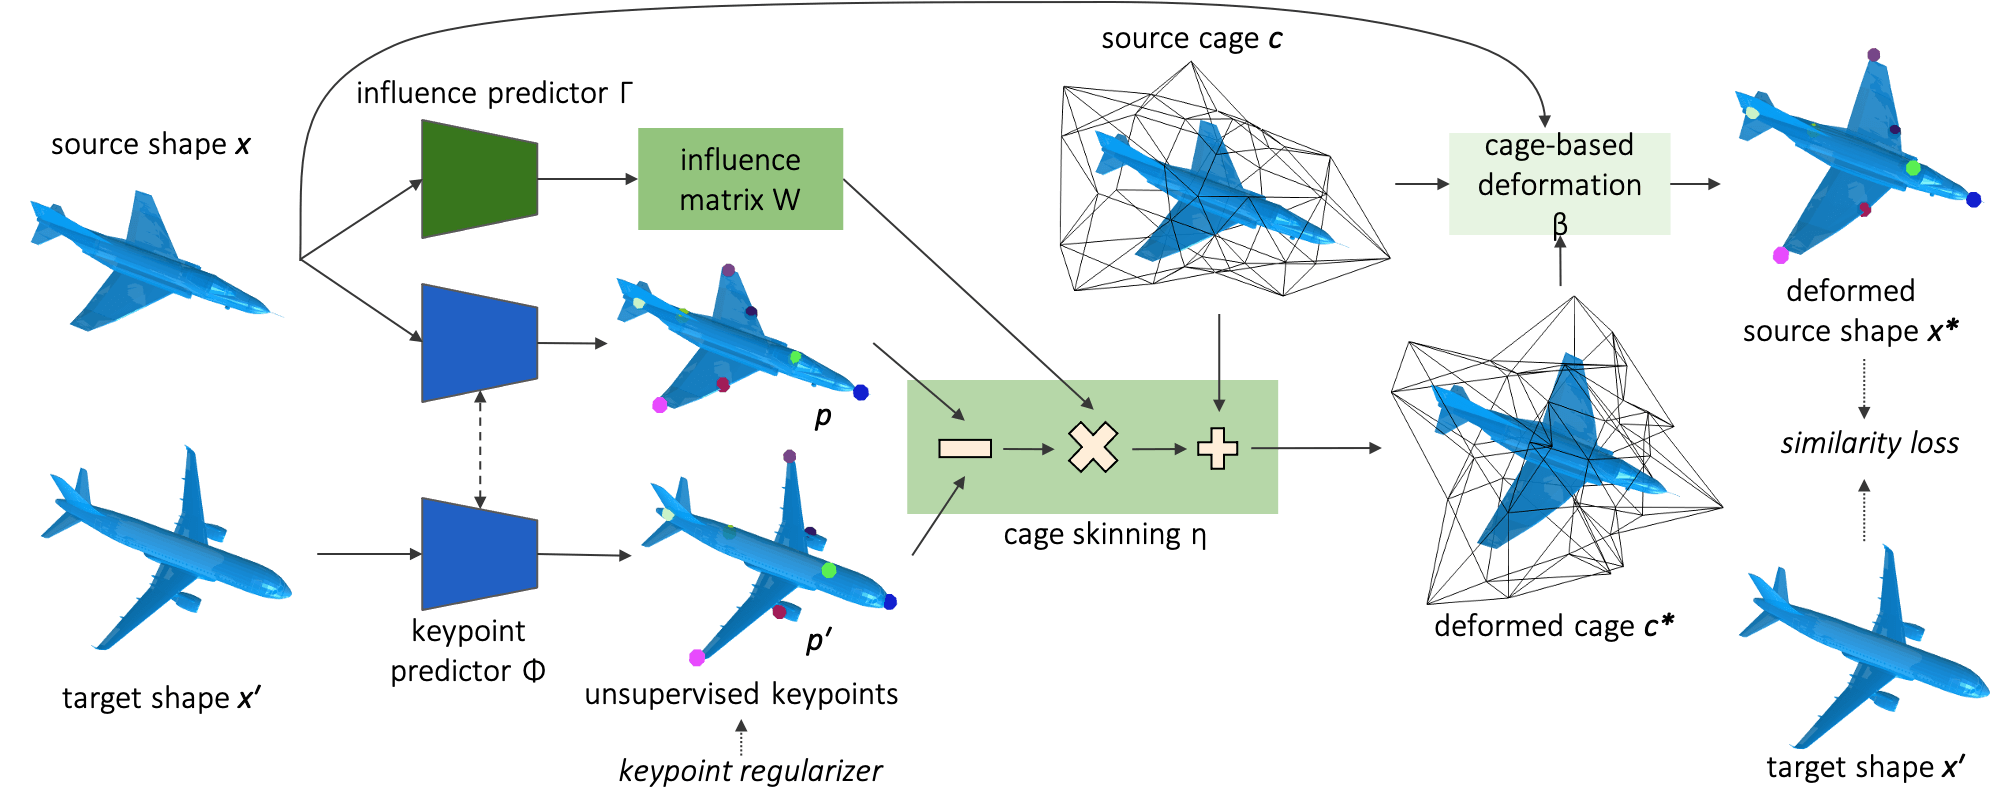 source shape x
influence predictor Γ
influence
matrix W
source cage c
cage-based
deformation
β
deformed
source shape x*
p
similarity loss
cage skinning η
p′
keypoint
predictor Φ
target shape x′
unsupervised keypoints
keypoint regularizer
deformed cage c*
target shape x′